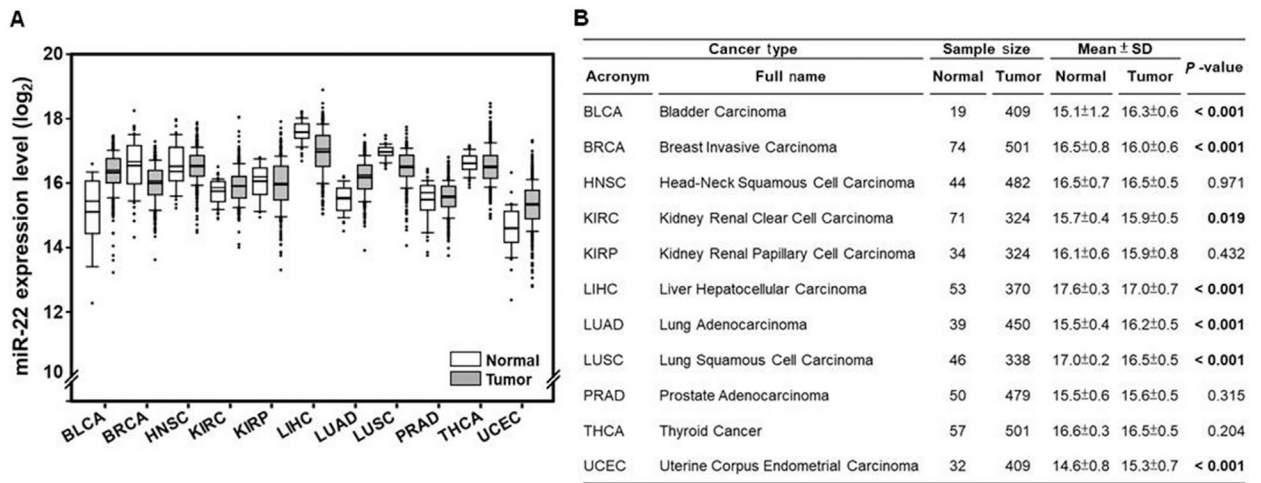 A
miR-22 expression level (log2)
20
18
16
14
12
10
Normal
Tumor
BLCA
BRCA
HNSC
KIRC
KIRP
LIHC
LUAD
LUSC
PRAD
THCA
UCEC
B
Cancer type Sample size Mean ± SD P-value
Acronym Full name Normal Tumor Normal Tumor
BLCA Bladder Carcinoma 19 409 15.1±1.2 16.3±0.6 < 0.001
BRCA Breast Invasive Carcinoma 74 501 16.5±0.8 16.0±0.6 < 0.001
HNSC Head-Neck Squamous Cell Carcinoma 44 482 16.5±0.7 16.5±0.5 0.971
KIRC Kidney Renal Clear Cell Carcinoma 71 324 15.7±0.4 15.9±0.5 0.019
KIRP Kidney Renal Papillary Cell Carcinoma 34 324 16.1±0.6 15.9±0.8 0.432
LIHC Liver Hepatocellular Carcinoma 53 370 17.6±0.3 17.0±0.7 < 0.001
LUAD Lung Adenocarcinoma 39 450 15.5±0.4 16.2±0.5 < 0.001
LUSC Lung Squamous Cell Carcinoma 46 338 17.0±0.2 16.5±0.5 < 0.001
PRAD Prostate Adenocarcinoma 50 479 15.5±0.6 15.6±0.5 0.315
THCA Thyroid Cancer 57 501 16.6±0.3 16.5±0.5 0.204
UCEC Uterine Corpus Endometrial Carcinoma 32 409 14.6±0.8 15.3±0.7 < 0.001